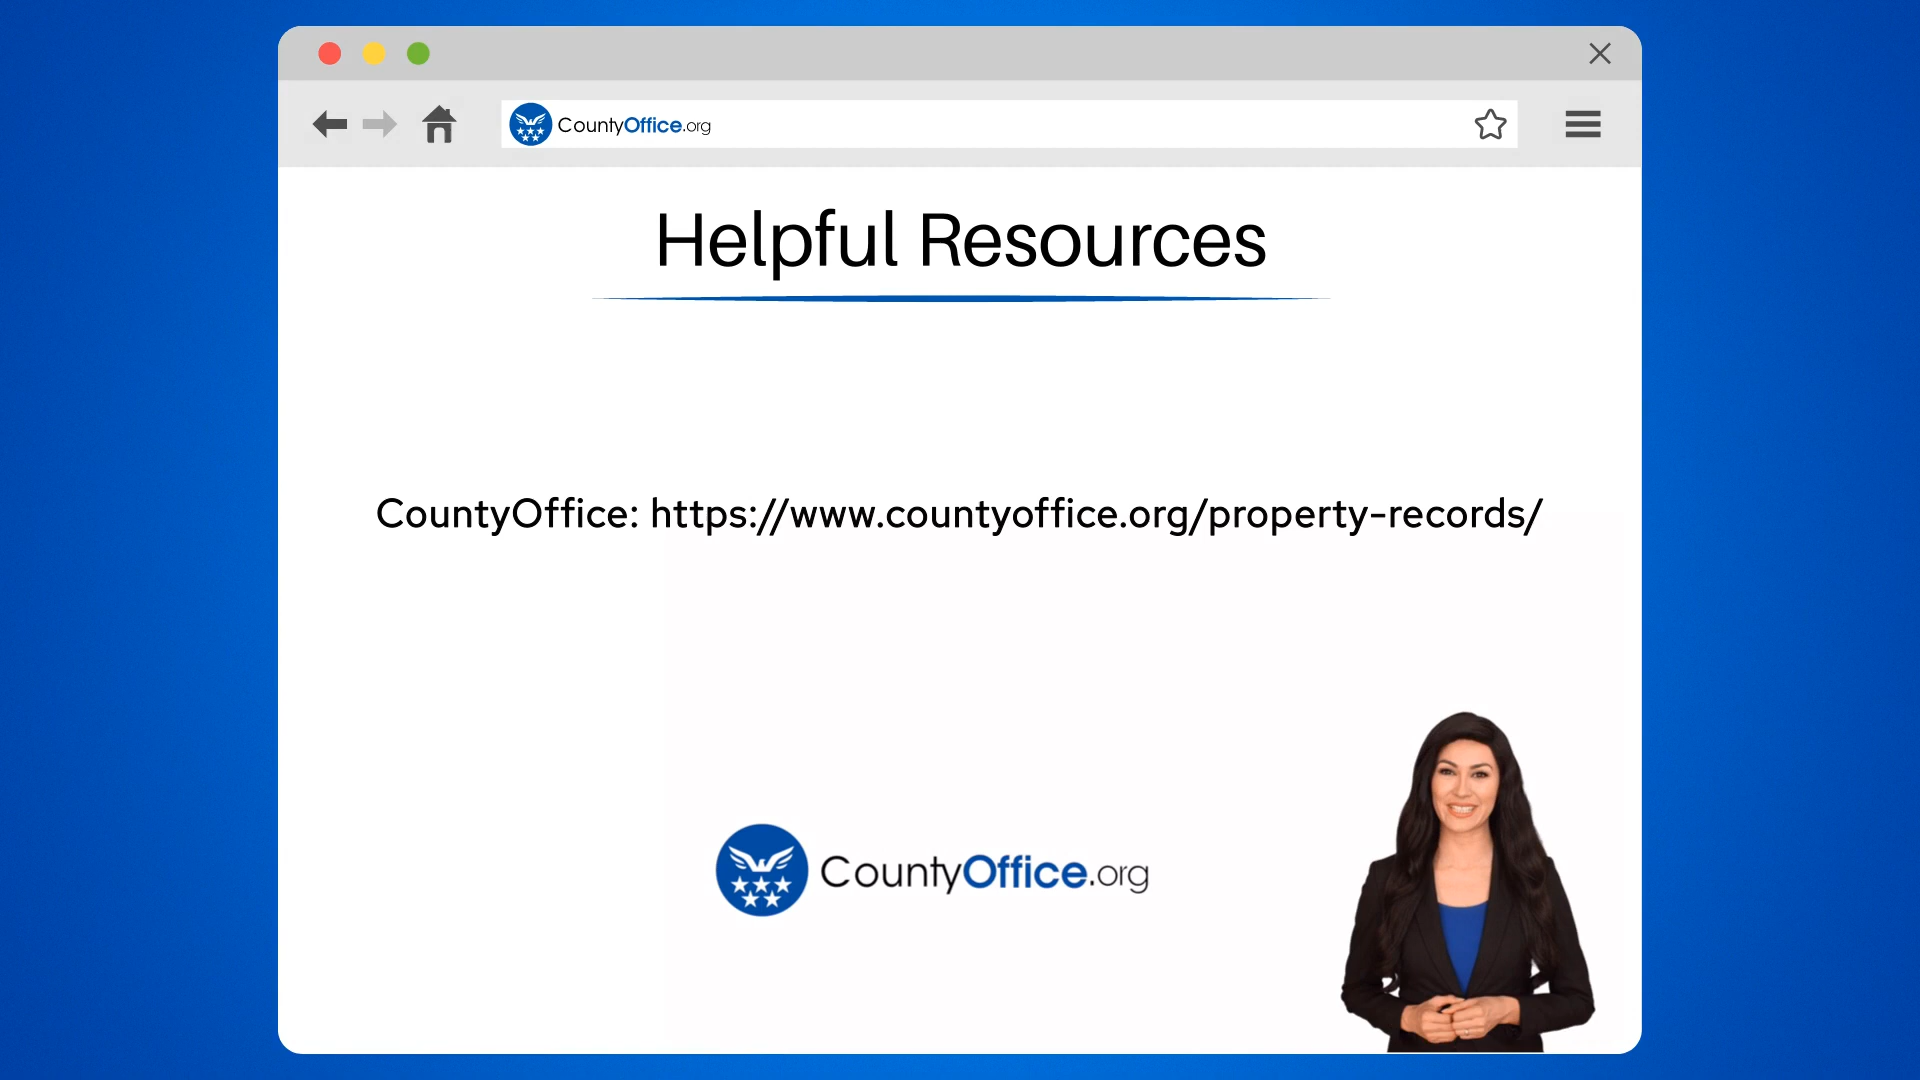 CountyOffice.org
Helpful Resources
CountyOffice: https://www.countyoffice.org/property-records/
CountyOffice.org